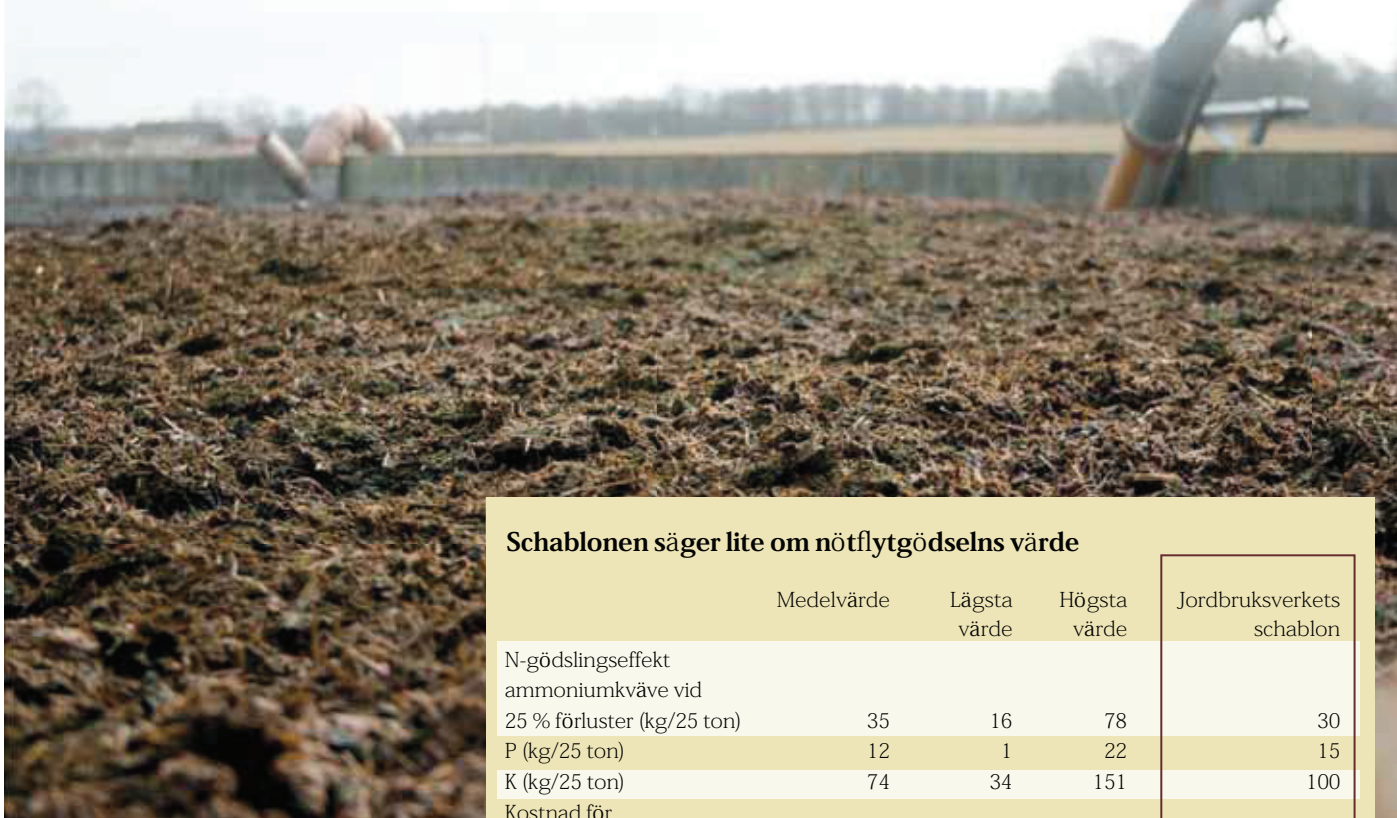 Schablonen säger lite om nötflytgödselns värde
Medelvärde Lägsta värde Högsta värde Jordbruksverkets schablon
N-gödslingseffekt
ammoniumkväve vid
25 % förluster (kg/25 ton) 35 16 78 30
P (kg/25 ton) 12 1 22 15
K (kg/25 ton) 74 34 151 100
Kostnad för